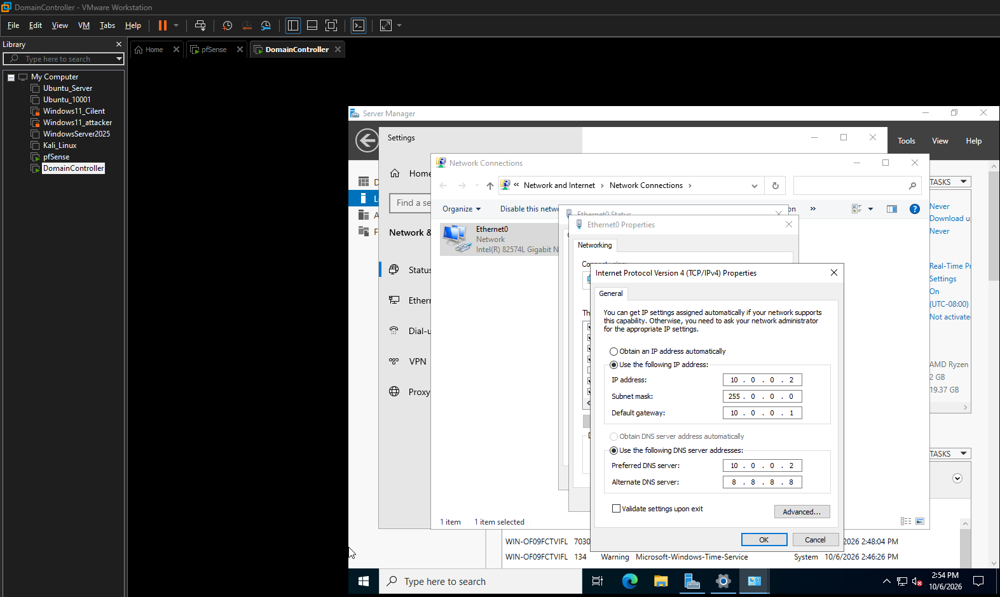 DomainController - VMware Workstation
File Edit View VM Tabs Help
Library
Type here to search
Home
pfSense
DomainController
My Computer
Ubuntu_Server
Ubuntu_10001
Windows11_Cilent
Windows11_attacker
WindowsServer2025
Kali_Linux
pfSense
DomainController
Server Manager
Tools View Help
Settings
Home
Find a se
Network &
Status
Ethern
Dial-u
VPN
Proxy
Network Connections
« Network and Internet › Network Connections ›
Organize
Disable this netwo
on »
Ethernet0
Network
Intel(R) 82574L Gigabit N
Ethernet0 Status
Ethernet0 Properties
Networking
Connect using:
Th
Internet Protocol Version 4 (TCP/IPv4) Properties
General
You can get IP settings assigned automatically if your network supports
this capability. Otherwise, you need to ask your network administrator
for the appropriate IP settings.
Obtain an IP address automatically
Use the following IP address:
IP address: 10 . 0 . 0 . 2
Subnet mask: 255 . 0 . 0 . 0
Default gateway: 10 . 0 . 0 . 1
Obtain DNS server address automatically
Use the following DNS server addresses:
Preferred DNS server: 10 . 0 . 0 . 2
Alternate DNS server: 8 . 8 . 8 . 8
Validate settings upon exit
Advanced...
OK
Cancel
TASKS
Never
Download u
Never
Real-Time Pr
Settings
On
(UTC-08:00)
Not activate
AMD Ryzen
2 GB
19.37 GB
TASKS
1 item 1 item selected
WIN-OF09FCTVIFL 7030
2026 2:48:04 PM
WIN-OF09FCTVIFL 134 Warning Microsoft-Windows-Time-Service System 10/6/2026 2:46:26 PM
Type here to search
2:54 PM
10/6/2026